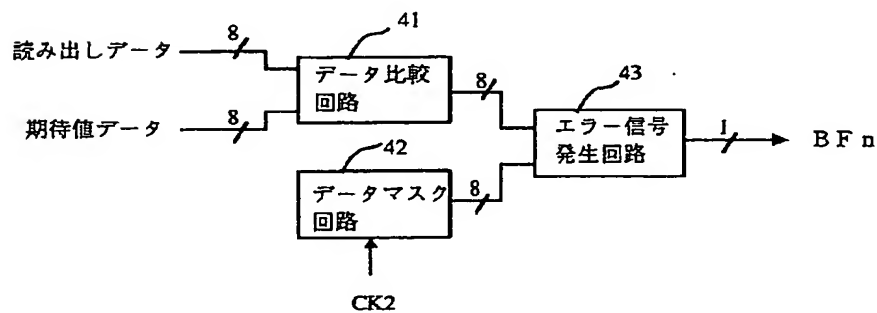 41
読み出しデータ
8
データ比較
回路
8
43
期待値データ
8
エラー信号
発生回路
1
BFn
42
データマスク
回路
8
CK2